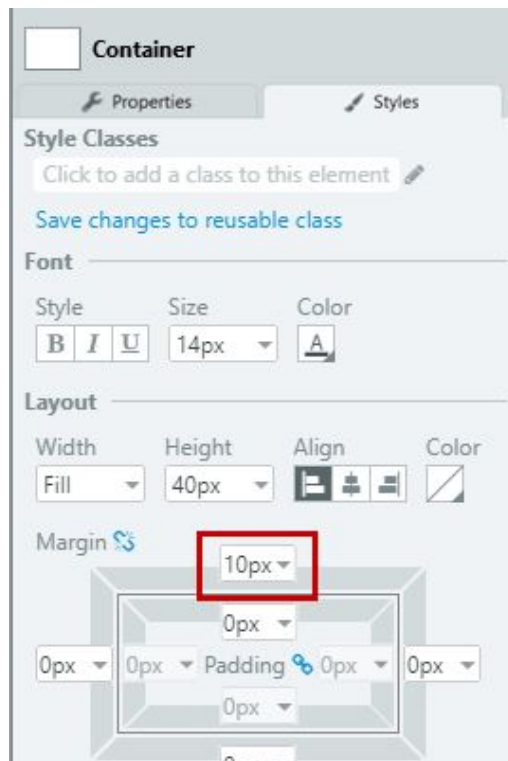 Container
Properties Styles
Style Classes
Click to add a class to this element
Save changes to reusable class
Font
Style Size Color
B I U 14px A
Layout
Width Height Align Color
Fill 40px
Margin
10px
0px
0px 0px Padding 0px 0px
0px